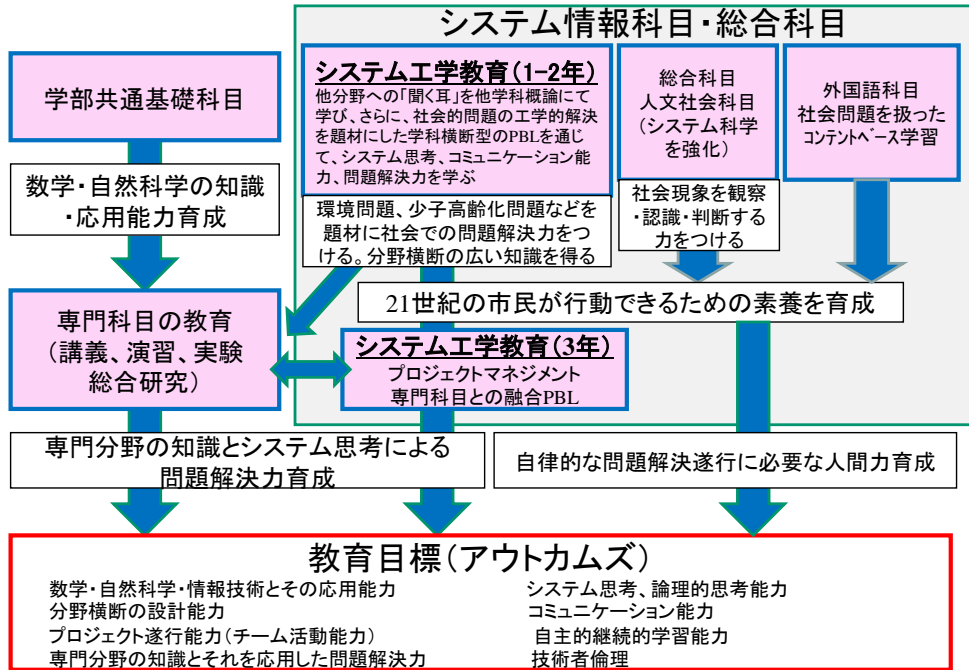 システム情報科目・総合科目
学部共通基礎科目
システム工学教育(1-2年)
他分野への「聞く耳」を他学科概論にて
学び、さらに、社会的問題の工学的解決
を題材にした学科横断型のPBLを通じ
て、システム思考、コミュニケーション能
力、問題解決力を学ぶ
総合科目
人文社会科目
(システム科学
を強化)
外国語科目
社会問題を扱った
コンテントベース学習
数学・自然科学の知識
・応用能力育成
環境問題、少子高齢化問題などを
題材に社会での問題解決力をつ
ける。分野横断の広い知識を得る
社会現象を観察
・認識・判断する
力をつける
21世紀の市民が行動できるための素養を育成
専門科目の教育
(講義、演習、実験
総合研究)
システム工学教育(3年)
プロジェクトマネジメント
専門科目との融合PBL
専門分野の知識とシステム思考による
問題解決力育成
自律的な問題解決遂行に必要な人間力育成
教育目標(アウトカムズ)
数学・自然科学・情報技術とその応用能力
分野横断の設計能力
プロジェクト遂行能力(チーム活動能力)
専門分野の知識とそれを応用した問題解決力
システム思考、論理的思考能力
コミュニケーション能力
自主的継続的学習能力
技術者倫理